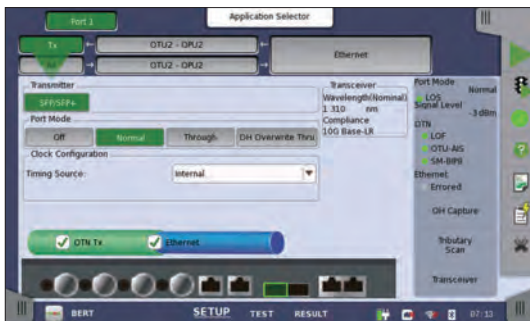 Port 1
Application Selector
Tx
OTU2 - OPU2
Ethernet
OTU2 - OPU2
Transmitter
SFP/SFP+
Port Mode
Off
Normal
Through
OH Overwrite Thru
Clock Configuration
Timing Source:
Internal
Transceiver
Wavelength(Nominal)
1 310 nm
Compliance
10G Base-LR
Port Mode
Normal
LOS
Signal Level
-3 dBm
OTN
LOF
OTU-AIS
SM-BIP8
Ethernet
Errored
OH Capture
Tributary
Scan
Transceiver
OTN Tx
Ethernet
BERT
SETUP
TEST
RESULT
07:13